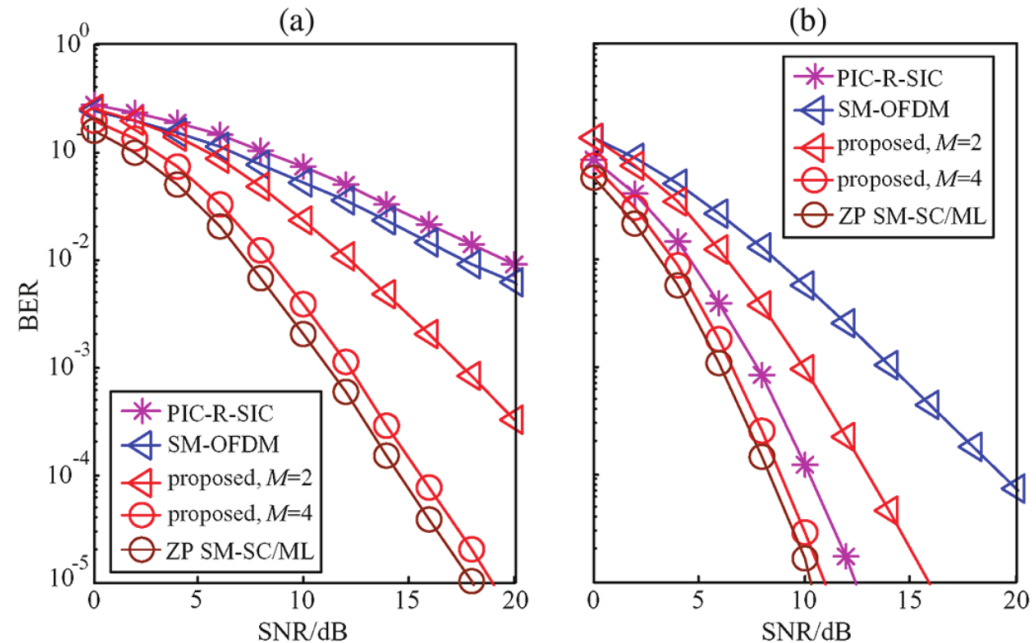 (a)
(b)
10^0
10^-
10^-2
10^-3
10^-4
10^-5
BER
PIC-R-SIC
SM-OFDM
proposed, M=2
proposed, M=4
ZP SM-SC/ML
0
5
10
15
20
SNR/dB
PIC-R-SIC
SM-OFDM
proposed, M=2
proposed, M=4
ZP SM-SC/ML
0
5
10
15
20
SNR/dB